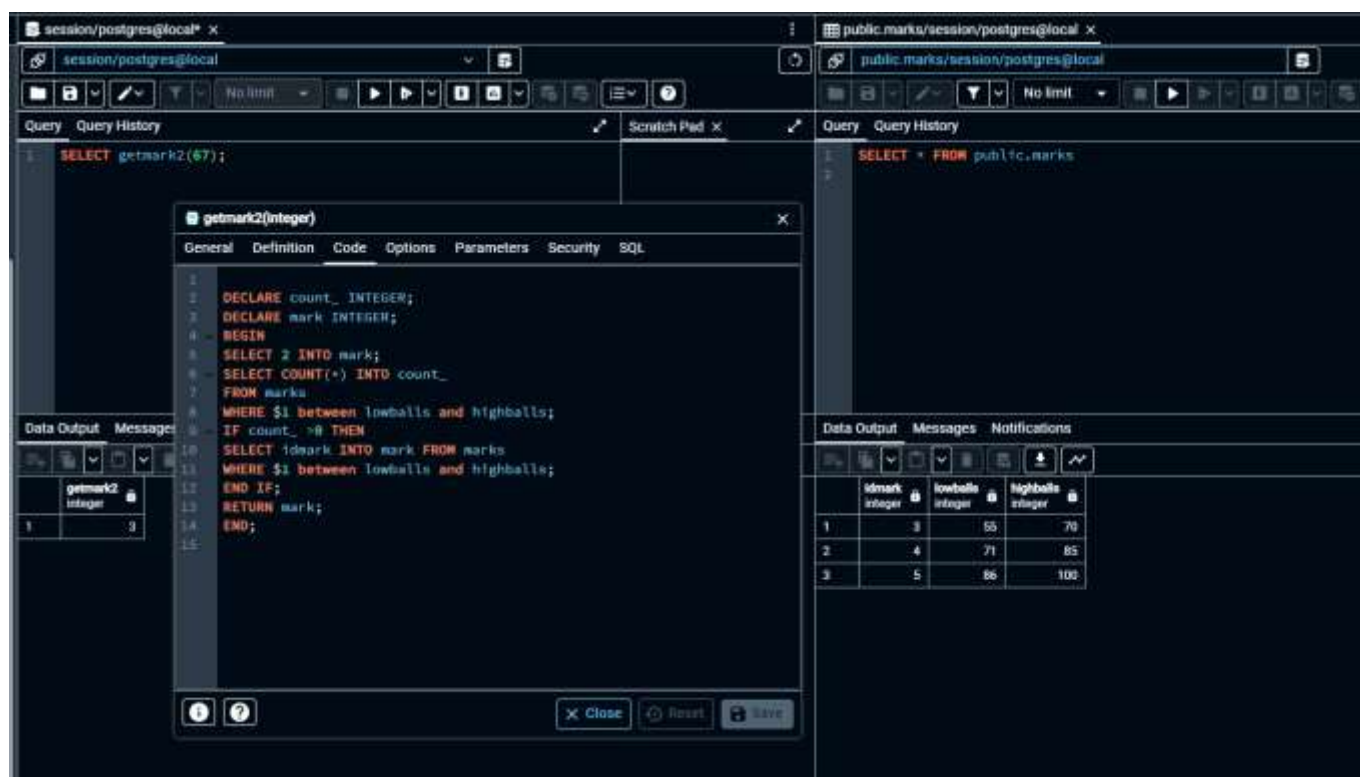 session/postgres@local*
session/postgres@local
No limit
Query Query History
Scratch Pad
1 SELECT getmark2(67);
getmark2(integer)
General Definition Code Options Parameters Security SQL
1
2 DECLARE count_ INTEGER;
3 DECLARE mark INTEGER;
4 BEGIN
5 SELECT 2 INTO mark;
6 SELECT COUNT(*) INTO count_
7 FROM marks
8 WHERE $1 between lowballs and highballs;
9 IF count_ >0 THEN
10 SELECT idmark INTO mark FROM marks
11 WHERE $1 between lowballs and highballs;
12 END IF;
13 RETURN mark;
14 END;
15
Close Reset Save
Data Output Messages
getmark2
integer
1 3
public.marks/session/postgres@local
public.marks/session/postgres@local
No limit
Query Query History
1 SELECT * FROM public.marks
2
Data Output Messages Notifications
idmark lowballs highballs
integer integer integer
1 3 55 70
2 4 71 85
3 5 86 100